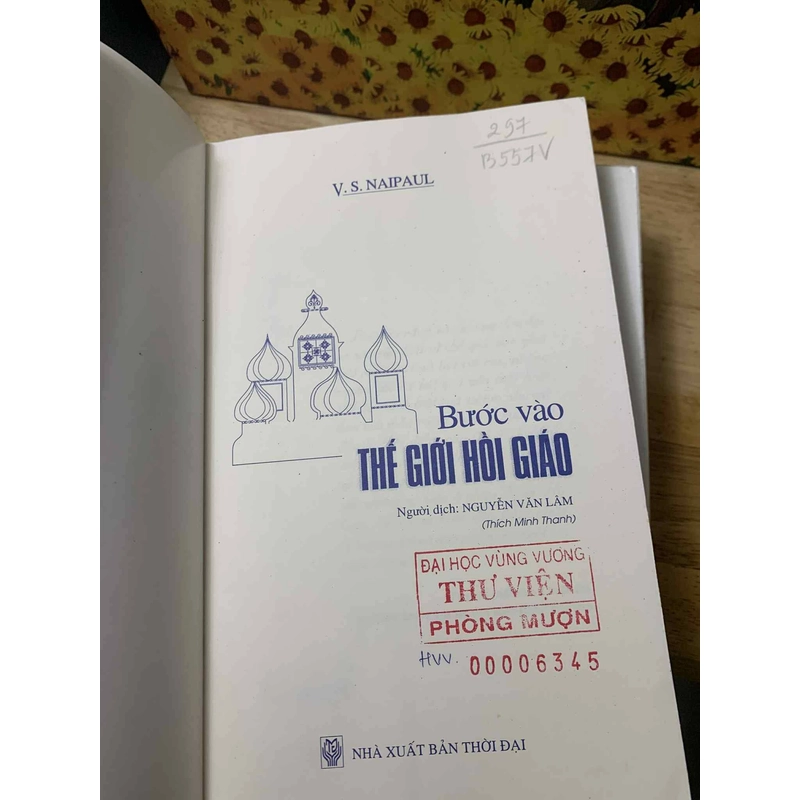 297
B557V
V. S. NAIPAUL
Bước vào
THẾ GIỚI HỒI GIÁO
Người dịch: NGUYỄN VĂN LÂM
(Thích Minh Thanh)
ĐẠI HỌC VÙNG VƯƠNG
THƯ VIỆN
PHÒNG MƯỢN
HVV. 00006345
NHÀ XUẤT BẢN THỜI ĐẠI